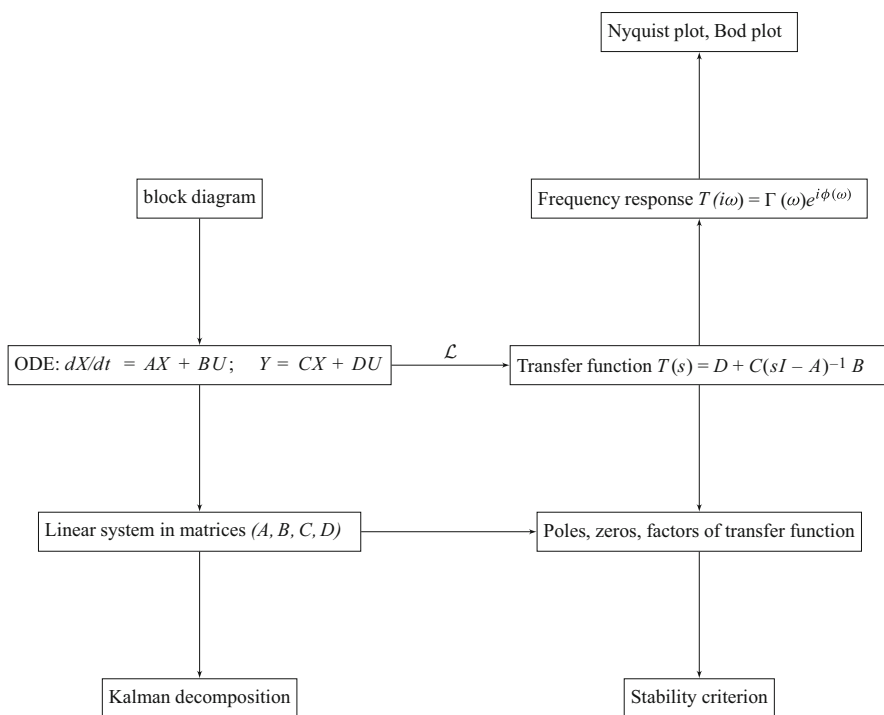 Nyquist plot, Bod plot
block diagram
Frequency response T(iω) = Γ(ω)e^{iϕ(ω)}
ODE: dX/dt = AX + BU; Y = CX + DU
ℒ
Transfer function T(s) = D + C(sI – A)⁻¹ B
Linear system in matrices (A, B, C, D)
Poles, zeros, factors of transfer function
Kalman decomposition
Stability criterion